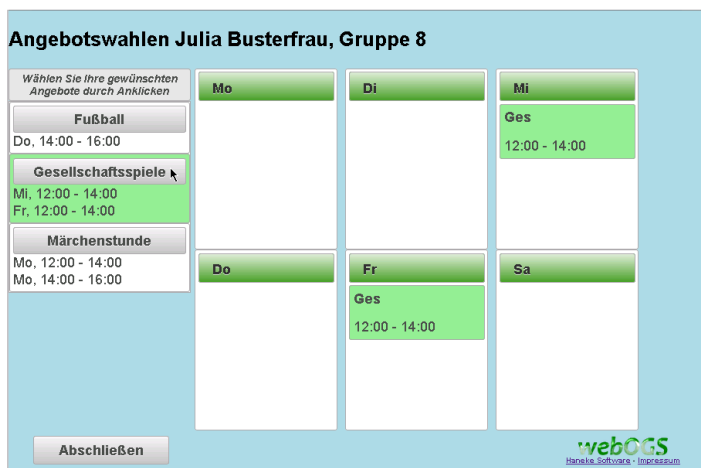 Angebotswahlen Julia Busterfrau, Gruppe 8
Wählen Sie Ihre gewünschten
Angebote durch Anklicken
Fußball
Do, 14:00 - 16:00
Gesellschaftsspiele
Mi, 12:00 - 14:00
Fr, 12:00 - 14:00
Märchenstunde
Mo, 12:00 - 14:00
Mo, 14:00 - 16:00
Mo
Di
Mi
Ges
12:00 - 14:00
Do
Fr
Ges
12:00 - 14:00
Sa
Abschließen
webOGS
Haneke Software - Impressum